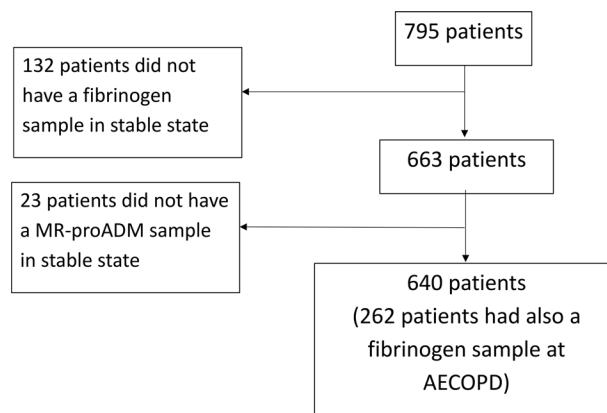 795 patients
132 patients did not
have a fibrinogen
sample in stable state
663 patients
23 patients did not have
a MR-proADM sample
in stable state
640 patients
(262 patients had also a
fibrinogen sample at
AECOPD)